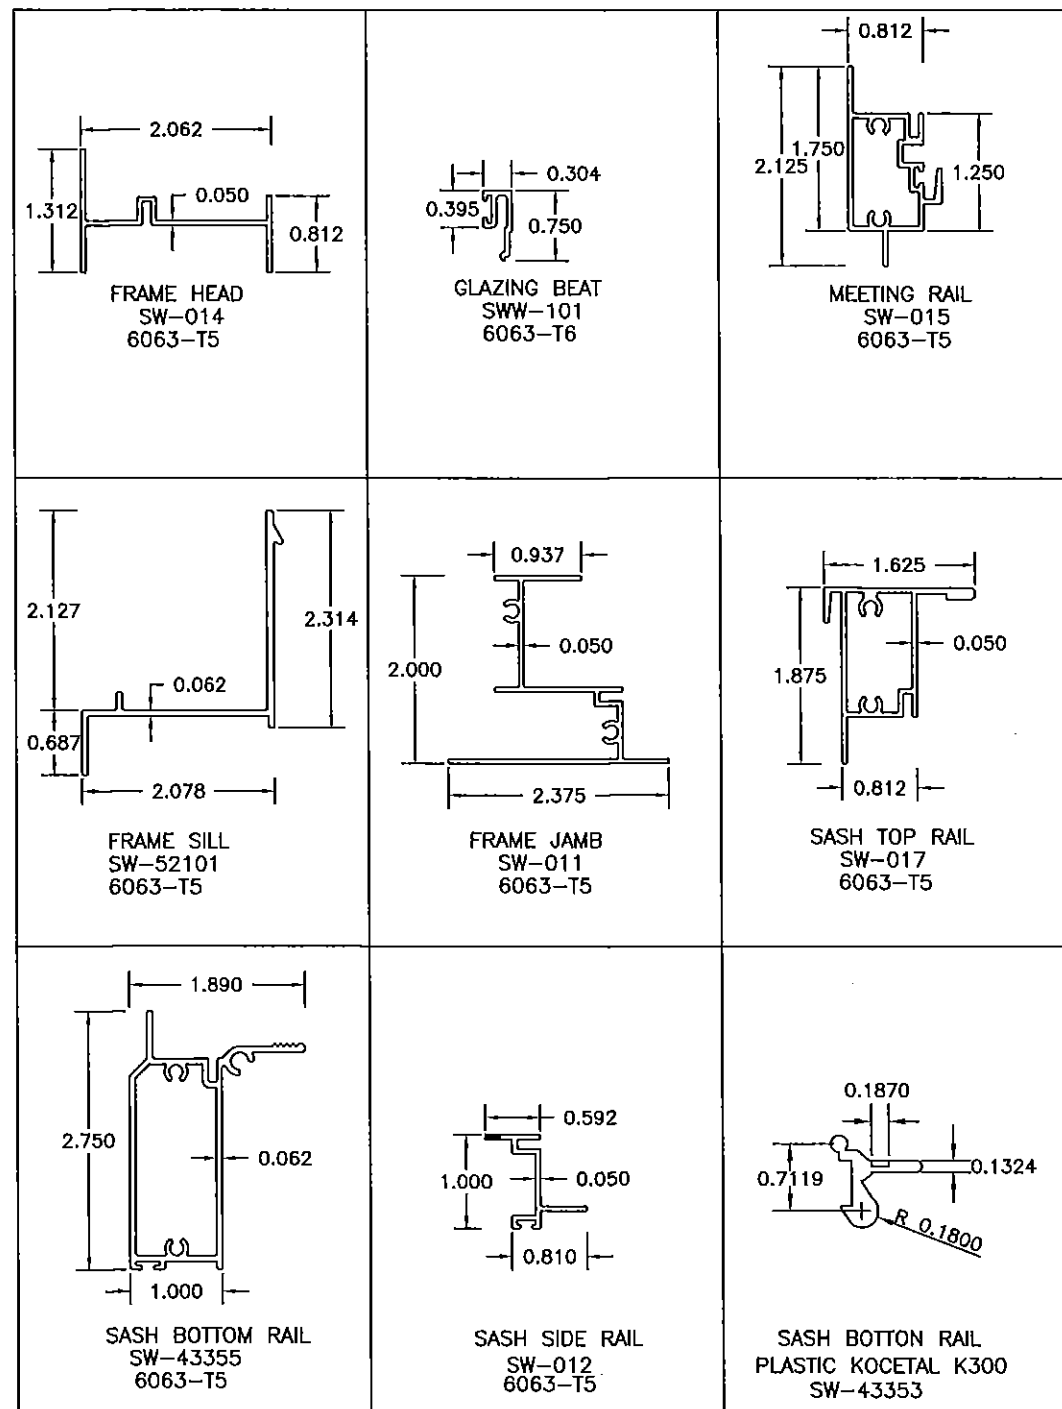 2.062
1.312
0.050
0.812
FRAME HEAD
SW-014
6063-T5
0.304
0.395
0.750
GLAZING BEAT
SWW-101
6063-T6
0.812
1.750
2.125
1.250
MEETING RAIL
SW-015
6063-T5
2.127
2.314
0.062
0.687
2.078
FRAME SILL
SW-52101
6063-T5
0.937
0.050
2.000
2.375
FRAME JAMB
SW-011
6063-T5
1.625
0.050
1.875
0.812
SASH TOP RAIL
SW-017
6063-T5
1.890
2.750
0.062
1.000
SASH BOTTOM RAIL
SW-43355
6063-T5
0.592
1.000
0.050
0.810
SASH SIDE RAIL
SW-012
6063-T5
0.1870
0.7119
0.1324
R 0.1800
SASH BOTTON RAIL
PLASTIC KOCETAL K300
SW-43353